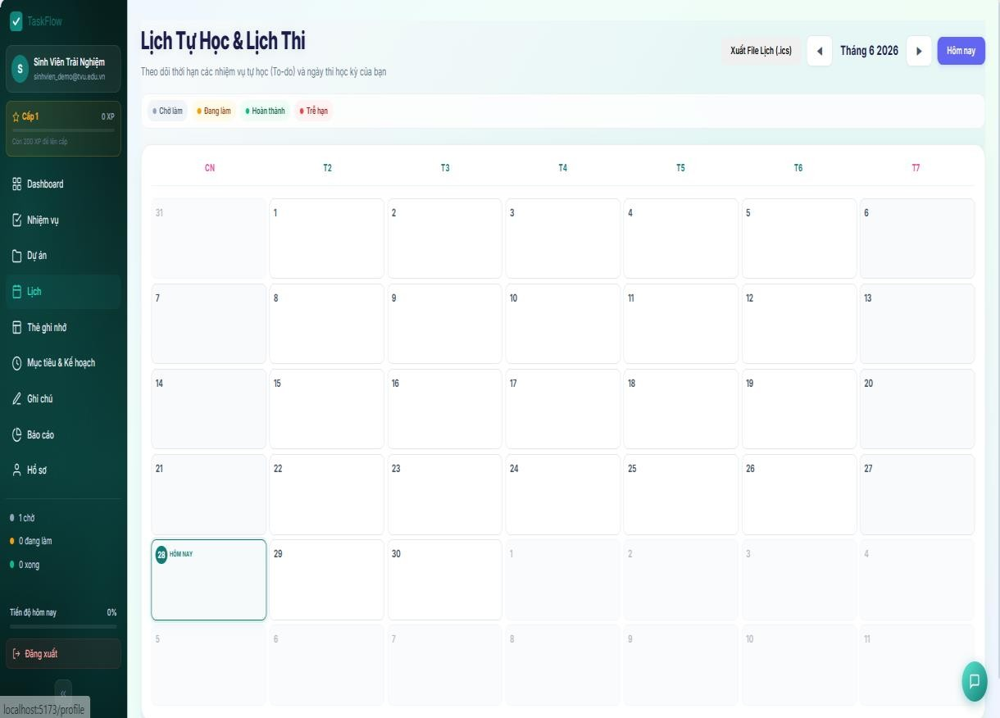 TaskFlow
S
Sinh Viên Trải Nghiệm
sinhvien_demo@tvu.edu.vn
Cấp 1
0 XP
Còn 200 XP để lên cấp
Dashboard
Nhiệm vụ
Dự án
Lịch
Thẻ ghi nhớ
Mục tiêu & Kế hoạch
Ghi chú
Báo cáo
Hồ sơ
1 chờ
0 đang làm
0 xong
Tiến độ hôm nay
0%
Đăng xuất
«
localhost:5173/profile
Lịch Tự Học & Lịch Thi
Theo dõi thời hạn các nhiệm vụ tự học (To-do) và ngày thi học kỳ của bạn
Xuất File Lịch (.ics)
Tháng 6 2026
Hôm nay
Chờ làm Đang làm Hoàn thành Trễ hạn
CN T2 T3 T4 T5 T6 T7
31 1 2 3 4 5 6
7 8 9 10 11 12 13
14 15 16 17 18 19 20
21 22 23 24 25 26 27
28 HÔM NAY 29 30 1 2 3 4
5 6 7 8 9 10 11